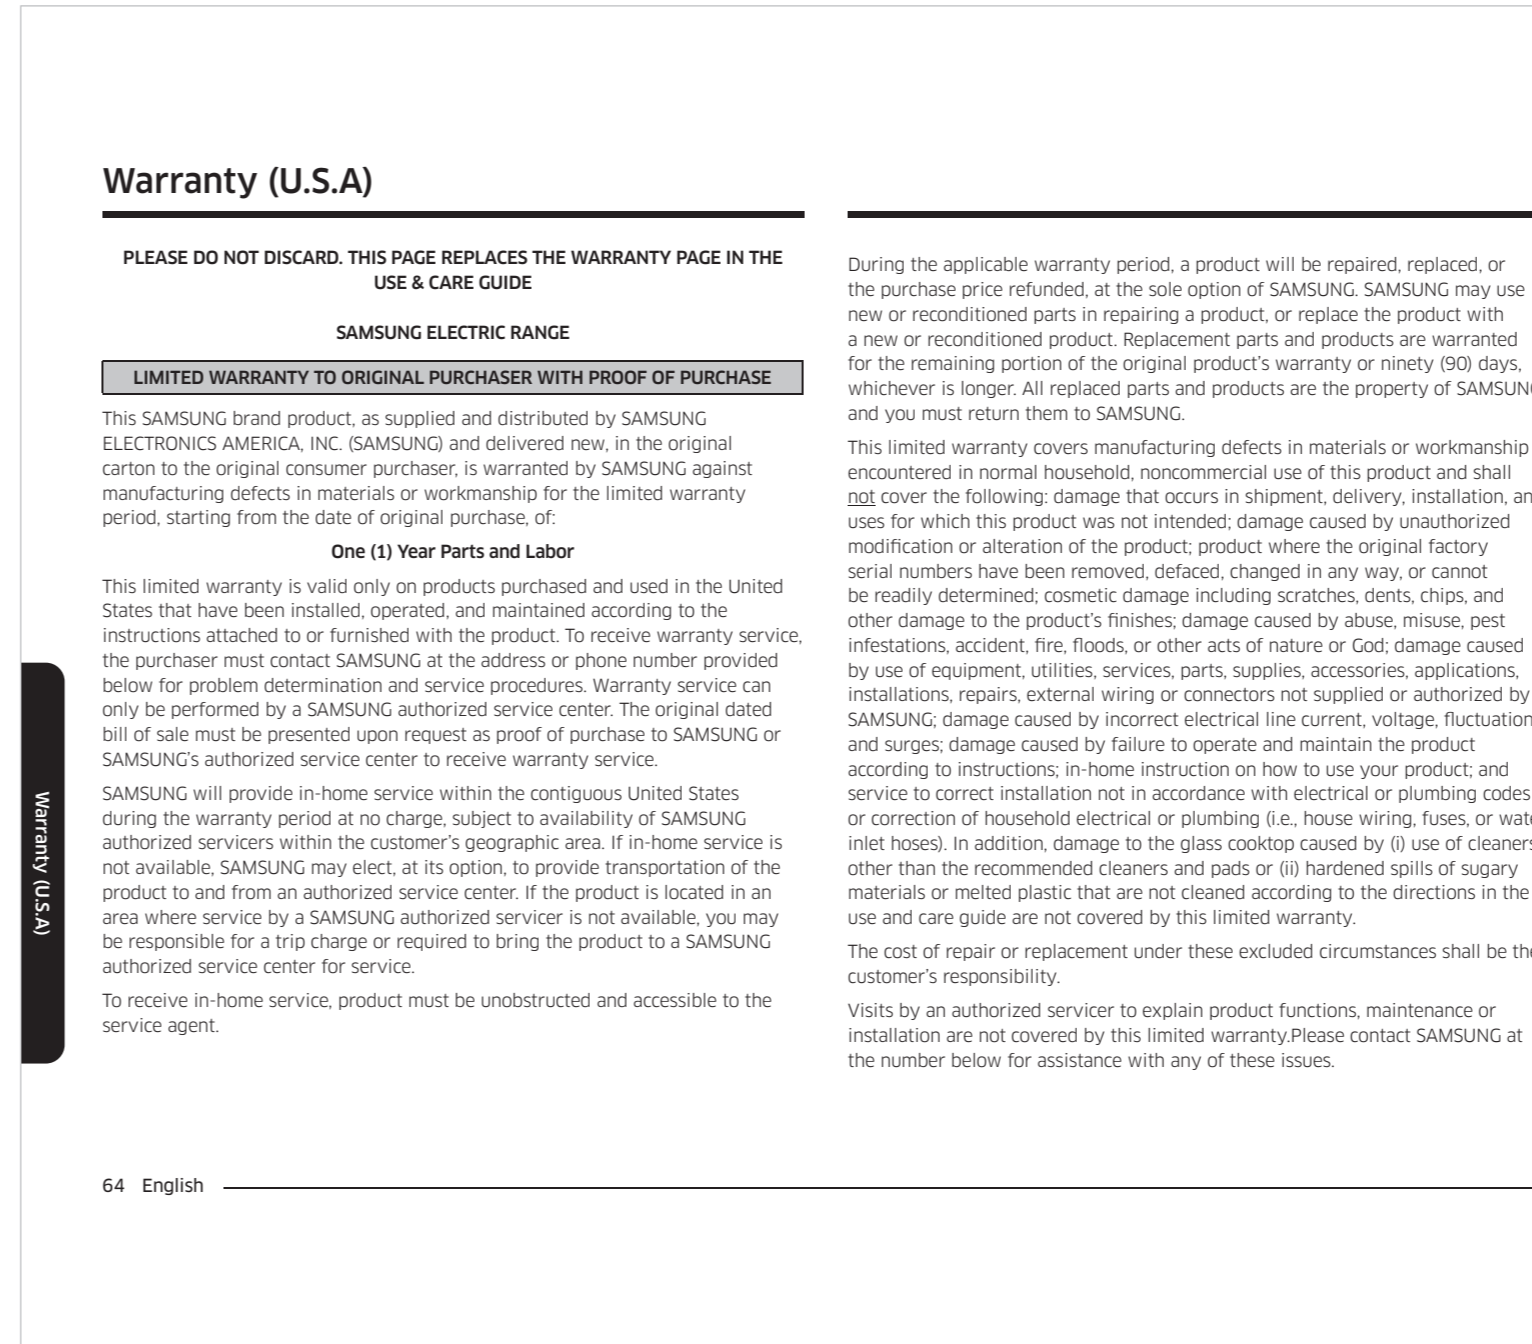 Warranty (U.S.A)
PLEASE DO NOT DISCARD. THIS PAGE REPLACES THE WARRANTY PAGE IN THE
USE & CARE GUIDE
SAMSUNG ELECTRIC RANGE
LIMITED WARRANTY TO ORIGINAL PURCHASER WITH PROOF OF PURCHASE
This SAMSUNG brand product, as supplied and distributed by SAMSUNG
ELECTRONICS AMERICA, INC. (SAMSUNG) and delivered new, in the original
carton to the original consumer purchaser, is warranted by SAMSUNG against
manufacturing defects in materials or workmanship for the limited warranty
period, starting from the date of original purchase, of:
One (1) Year Parts and Labor
This limited warranty is valid only on products purchased and used in the United
States that have been installed, operated, and maintained according to the
instructions attached to or furnished with the product. To receive warranty service,
the purchaser must contact SAMSUNG at the address or phone number provided
below for problem determination and service procedures. Warranty service can
only be performed by a SAMSUNG authorized service center. The original dated
bill of sale must be presented upon request as proof of purchase to SAMSUNG or
SAMSUNG's authorized service center to receive warranty service.
SAMSUNG will provide in-home service within the contiguous United States
during the warranty period at no charge, subject to availability of SAMSUNG
authorized servicers within the customer's geographic area. If in-home service is
not available, SAMSUNG may elect, at its option, to provide transportation of the
product to and from an authorized service center. If the product is located in an
area where service by a SAMSUNG authorized servicer is not available, you may
be responsible for a trip charge or required to bring the product to a SAMSUNG
authorized service center for service.
To receive in-home service, product must be unobstructed and accessible to the
service agent.
During the applicable warranty period, a product will be repaired, replaced, or
the purchase price refunded, at the sole option of SAMSUNG. SAMSUNG may use
new or reconditioned parts in repairing a product, or replace the product with
a new or reconditioned product. Replacement parts and products are warranted
for the remaining portion of the original product's warranty or ninety (90) days,
whichever is longer. All replaced parts and products are the property of SAMSUNG
and you must return them to SAMSUNG.
This limited warranty covers manufacturing defects in materials or workmanship
encountered in normal household, noncommercial use of this product and shall
not cover the following: damage that occurs in shipment, delivery, installation, an
uses for which this product was not intended; damage caused by unauthorized
modification or alteration of the product; product where the original factory
serial numbers have been removed, defaced, changed in any way, or cannot
be readily determined; cosmetic damage including scratches, dents, chips, and
other damage to the product's finishes; damage caused by abuse, misuse, pest
infestations, accident, fire, floods, or other acts of nature or God; damage caused
by use of equipment, utilities, services, parts, supplies, accessories, applications,
installations, repairs, external wiring or connectors not supplied or authorized by
SAMSUNG; damage caused by incorrect electrical line current, voltage, fluctuation
and surges; damage caused by failure to operate and maintain the product
according to instructions; in-home instruction on how to use your product; and
service to correct installation not in accordance with electrical or plumbing codes
or correction of household electrical or plumbing (i.e., house wiring, fuses, or wat
inlet hoses). In addition, damage to the glass cooktop caused by (i) use of cleaners
other than the recommended cleaners and pads or (ii) hardened spills of sugary
materials or melted plastic that are not cleaned according to the directions in the
use and care guide are not covered by this limited warranty.
The cost of repair or replacement under these excluded circumstances shall be the
customer's responsibility.
Visits by an authorized servicer to explain product functions, maintenance or
installation are not covered by this limited warranty.Please contact SAMSUNG at
the number below for assistance with any of these issues.
Warranty (U.S.A)
64 English